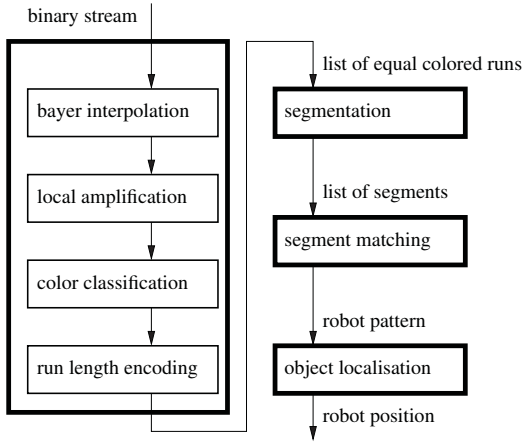 binary stream
bayer interpolation
local amplification
color classification
run length encoding
list of equal colored runs
segmentation
list of segments
segment matching
robot pattern
object localisation
robot position